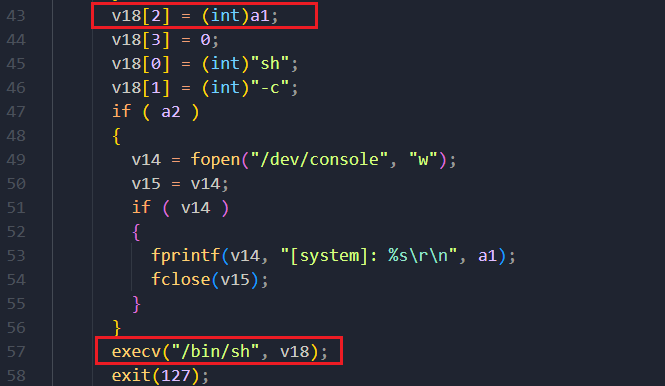 43 v18[2] = (int)a1;
44 v18[3] = 0;
45 v18[0] = (int)"sh";
46 v18[1] = (int)"-c";
47 if ( a2 )
48 {
49 v14 = fopen("/dev/console", "w");
50 v15 = v14;
51 if ( v14 )
52 {
53 fprintf(v14, "[system]: %s\r\n", a1);
54 fclose(v15);
55 }
56 }
57 execv("/bin/sh", v18);
58 exit(127);